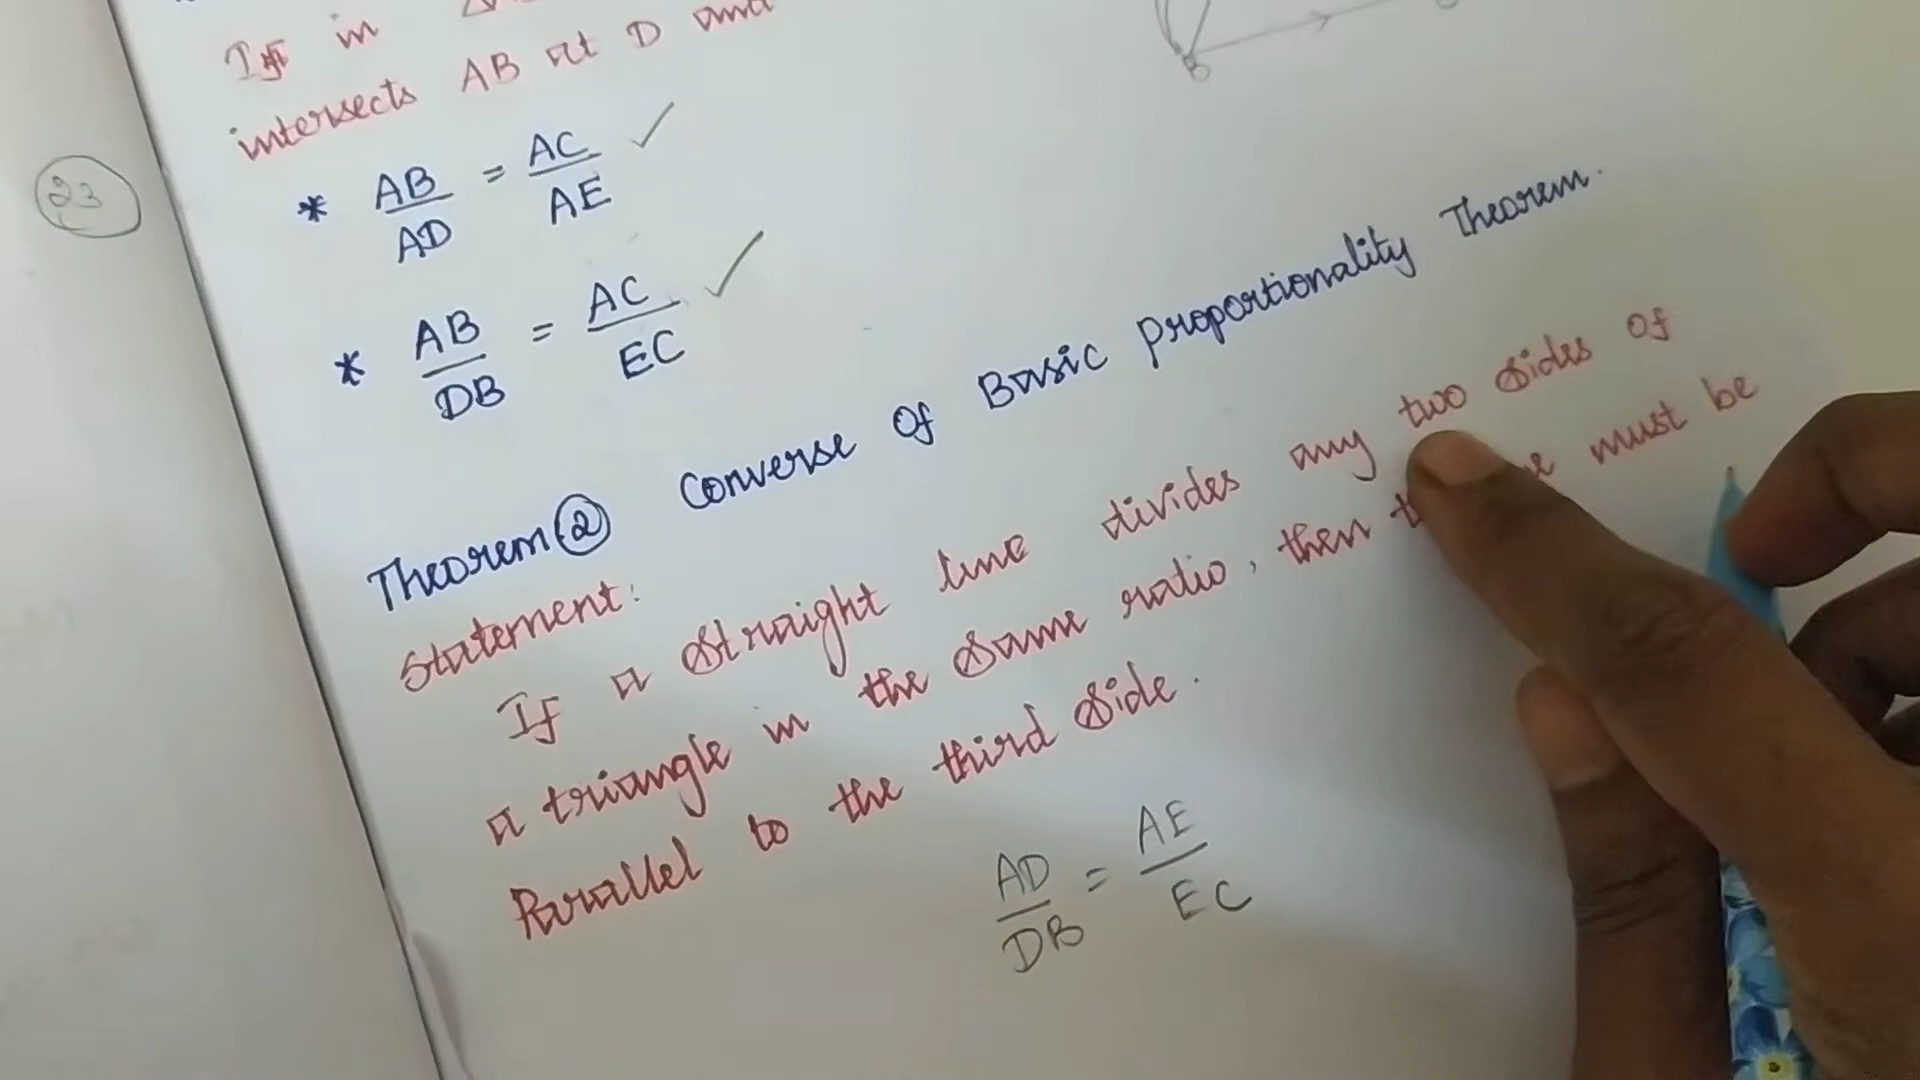 If in
intersects AB at D and
* AB/AD = AC/AE ✓
23
* AB/DB = AC/EC ✓
Theorem ② Converse of Basic Proportionality Theorem.
Statement:
If a straight line divides any two sides of
a triangle in the same ratio, then must be
Parallel to the third side.
AD/DB = AE/EC